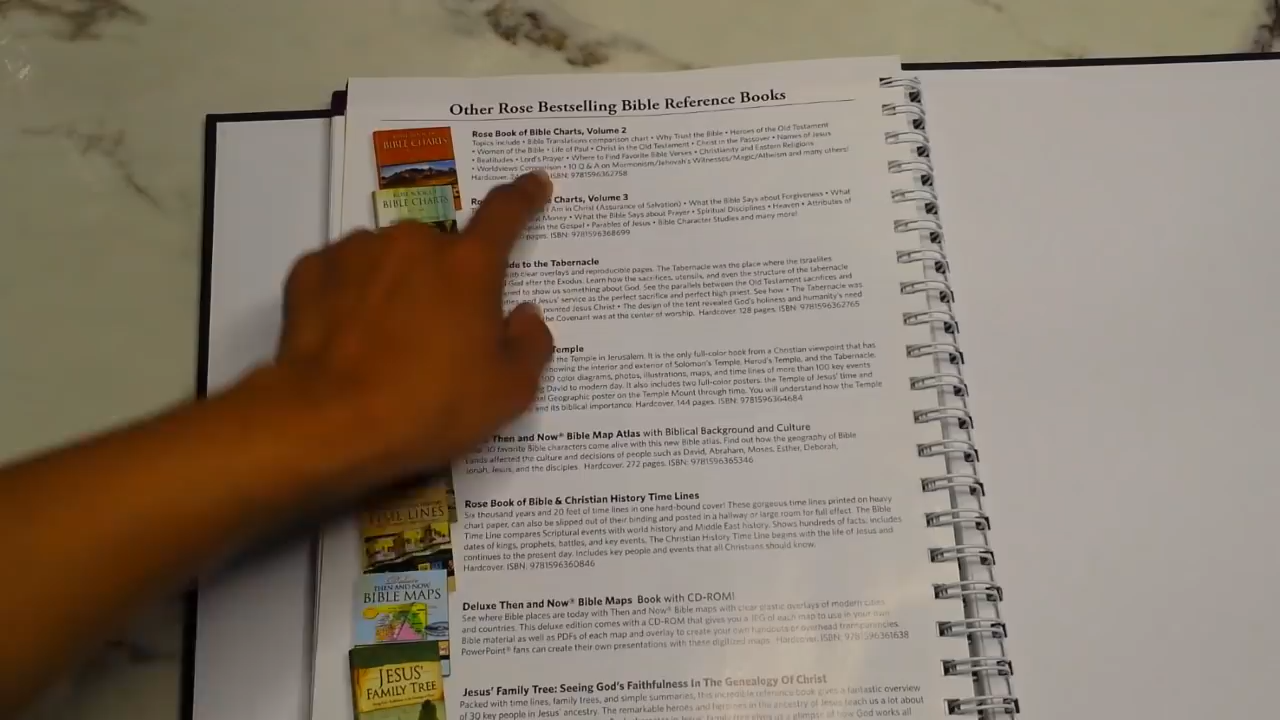 Other Rose Bestselling Bible Reference Books
BIBLE CHARTS
Rose Book of Bible Charts, Volume 2
Topics include • Bible Translations comparison chart • Why Trust the Bible • Heroes of the Old Testament
• Women of the Bible • Life of Paul • Christ in the Old Testament • Christ in the Passover • Names of Jesus
• Beatitudes • Lord's Prayer • Where to Find Favorite Bible Verses • Christianity and Eastern Religions
• Worldviews Comparison • 10 Q & A on Mormonism/Jehovah's Witnesses/Magic/Atheism and many others!
Hardcover. ISBN: 9781596362758
BIBLE CHARTS
Charts, Volume 3
Am in Christ (Assurance of Salvation) • What the Bible Says about Forgiveness • What
Money • What the Bible Says about Prayer • Spiritual Disciplines • Heaven • Attributes of
the Gospel • Parables of Jesus • Bible Character Studies and many more!
pages. ISBN: 9781596368699
to the Tabernacle
clear overlays and reproducible pages. The Tabernacle was the place where the Israelites
God after the Exodus. Learn how the sacrifices, utensils, and even the structure of the tabernacle
to show us something about God. See the parallels between the Old Testament sacrifices and
and Jesus' service as the perfect sacrifice and perfect high priest. See how • The Tabernacle was
pointed Jesus Christ • The design of the tent revealed God's holiness and humanity's need
the Covenant was at the center of worship. Hardcover. 128 pages. ISBN: 9781596362765
Temple
the Temple in Jerusalem. It is the only full-color book from a Christian viewpoint that has
showing the interior and exterior of Solomon's Temple, Herod's Temple, and the Tabernacle.
100 color diagrams, photos, illustrations, maps, and time lines of more than 100 key events
David to modern day. It also includes two full-color posters: the Temple of Jesus' time and
Geographic poster on the Temple Mount through time. You will understand how the Temple
and its biblical importance. Hardcover. 144 pages. ISBN: 9781596364684
Then and Now® Bible Map Atlas with Biblical Background and Culture
30 favorite Bible characters come alive with this new Bible atlas. Find out how the geography of Bible
Lands affected the culture and decisions of people such as David, Abraham, Moses, Esther, Deborah,
Jonah, Jesus, and the disciples. Hardcover. 272 pages. ISBN: 9781596365346
TIME LINES
Rose Book of Bible & Christian History Time Lines
Six thousand years and 20 feet of time lines in one hard-bound cover! These gorgeous time lines printed on heavy
chart paper, can also be slipped out of their binding and posted in a hallway or large room for full effect. The Bible
Time Line compares Scriptural events with world history and Middle East history. Shows hundreds of facts; includes
dates of kings, prophets, battles, and key events. The Christian History Time Line begins with the life of Jesus and
continues to the present day. Includes key people and events that all Christians should know.
Hardcover. ISBN: 9781596360846
Deluxe
THEN AND NOW
BIBLE MAPS
Deluxe Then and Now® Bible Maps Book with CD-ROM!
See where Bible places are today with Then and Now® Bible maps with clear plastic overlays of modern cities
and countries. This deluxe edition comes with a CD-ROM that gives you a JPG of each map to use in your own
Bible material as well as PDFs of each map and overlay to create your own handouts or overhead transparencies.
PowerPoint® fans can create their own presentations with these digitized maps. Hardcover. ISBN: 9781596361638
JESUS'
FAMILY TREE
Jesus' Family Tree: Seeing God's Faithfulness In The Genealogy Of Christ
Packed with time lines, family trees, and simple summaries, this incredible reference book gives a fantastic overview
of 30 key people in Jesus' ancestry. The remarkable heroes and heroines in the ancestry of Jesus teach us a lot about